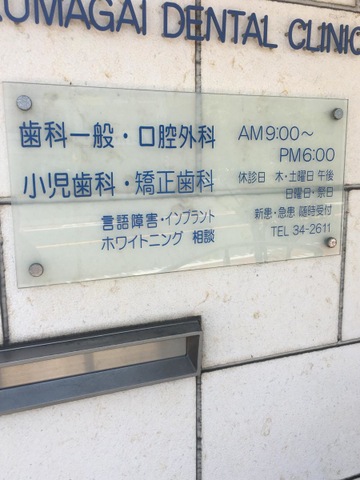 UMAGAI DENTAL CLINIC
歯科一般・口腔外科
小児歯科・矯正歯科
言語障害・インプラント
ホワイトニング 相談
AM9:00〜
PM6:00
休診日 木・土曜日 午後
日曜日・祭日
新患・急患 随時受付
TEL 34-2611